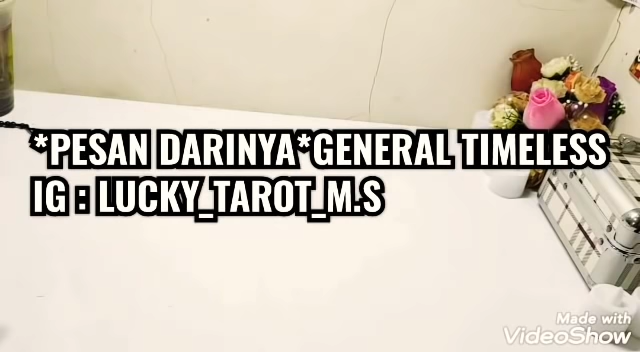 *PESAN DARINYA*GENERAL TIMELESS
IG : LUCKY_TAROT_M.S
Made with
VideoShow